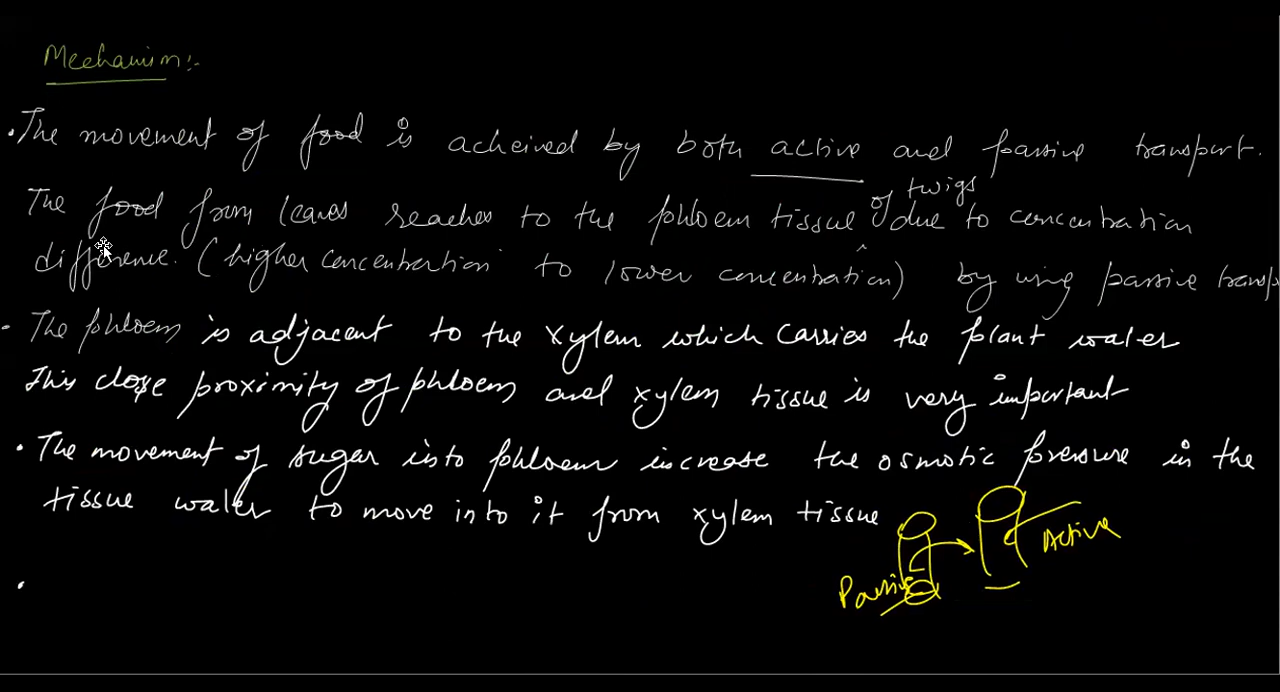 Mechanism:-
• The movement of food is acheived by both active and passive transport.
of twigs
The food from leaves reaches to the phloem tissue due to concentration
difference. (higher concentration to lower concentration) by using passive transp
• The phloem is adjacent to the xylem which carries the plant water
This close proximity of phloem and xylem tissue is very important
• The movement of sugar into phloem increase the osmotic pressure in the
tissue water to move into it from xylem tissue
Active
Passive
•